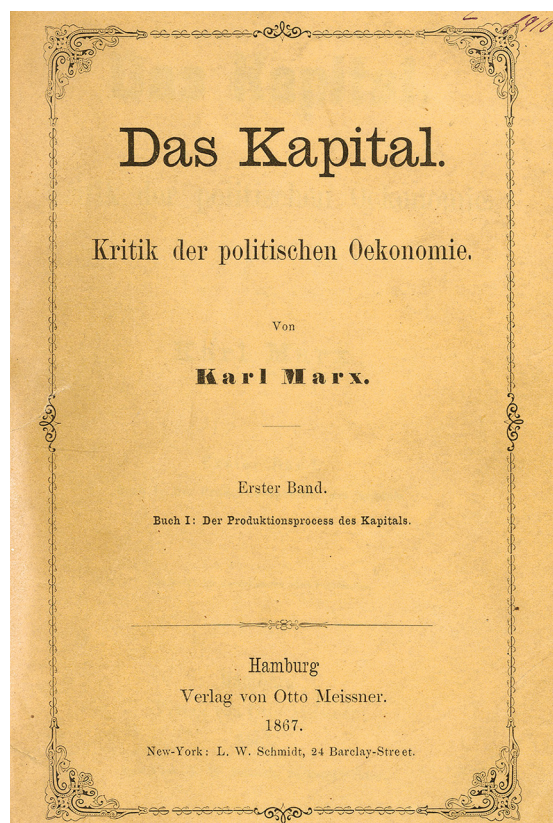 Das Kapital.
Kritik der politischen Oekonomie.
Von
Karl Marx.
Erster Band.
Buch I: Der Produktionsprocess des Kapitals.
Hamburg
Verlag von Otto Meissner.
1867.
New-York: L. W. Schmidt, 24 Barclay-Street.